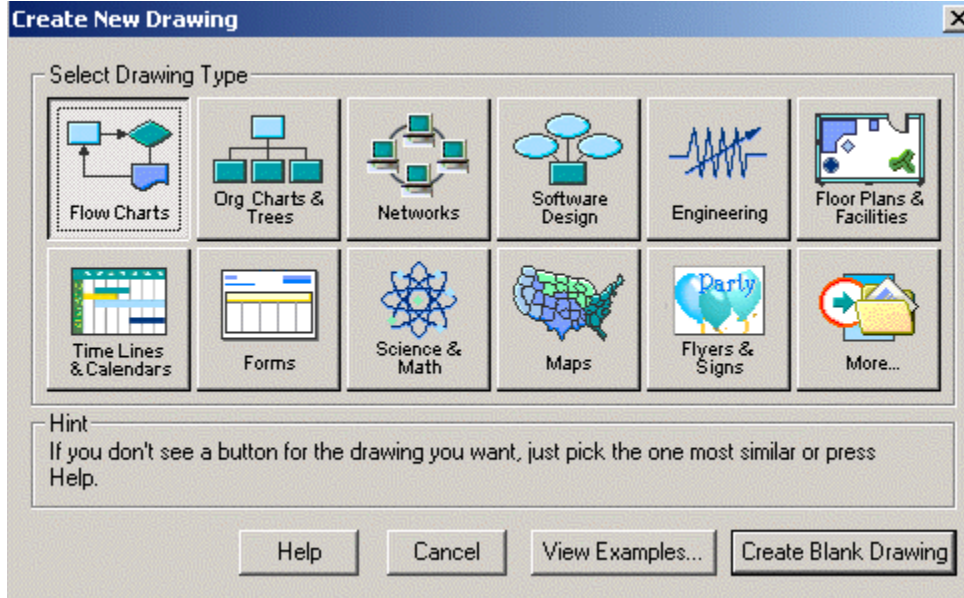 Create New Drawing
Select Drawing Type
Flow Charts
Org Charts &
Trees
Networks
Software
Design
Engineering
Floor Plans &
Facilities
Time Lines
& Calendars
Forms
Science &
Math
Maps
Party
Flyers &
Signs
More...
Hint
If you don't see a button for the drawing you want, just pick the one most similar or press
Help.
Help
Cancel
View Examples...
Create Blank Drawing